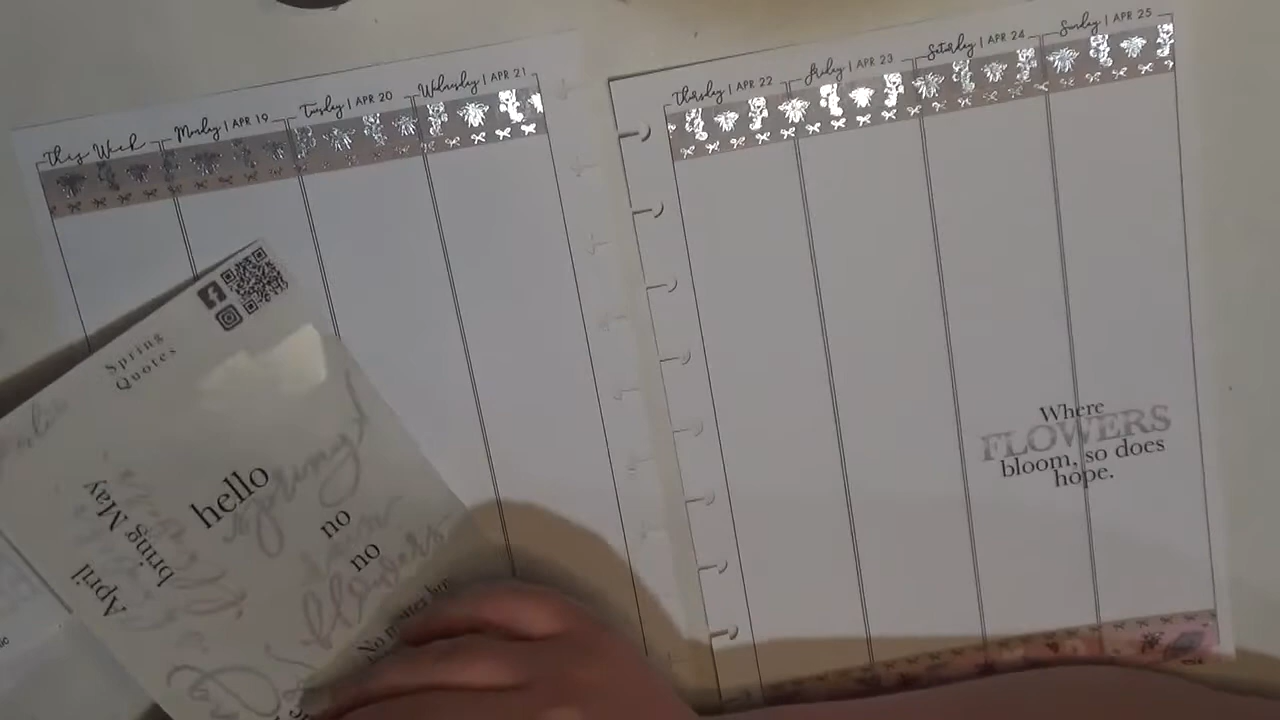 This Week
Monday | APR 19
Tuesday | APR 20
Wednesday | APR 21
Thursday | APR 22
Friday | APR 23
Saturday | APR 24
Sunday | APR 25
Where
FLOWERS
bloom, so does
hope.
Spring
Quotes
hello
spring
no
rain
no
flowers
April
bring May
No matter